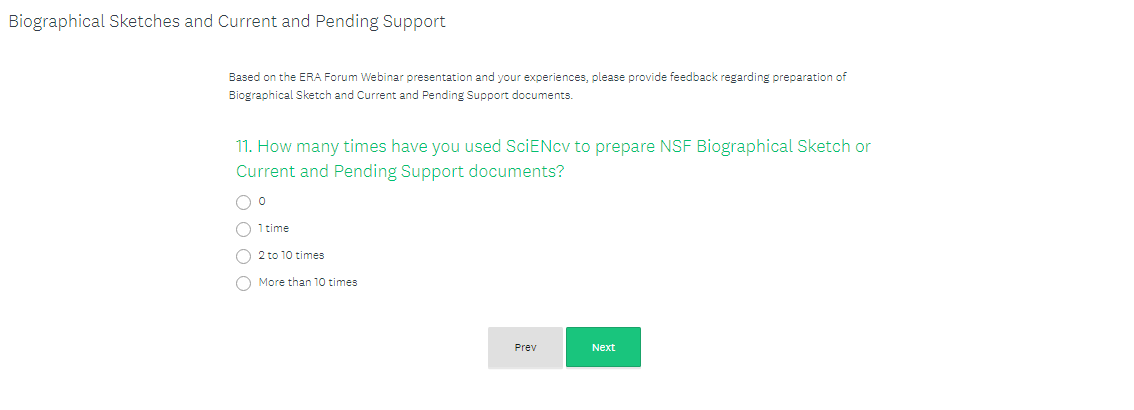 Biographical Sketches and Current and Pending Support
Based on the ERA Forum Webinar presentation and your experiences, please provide feedback regarding preparation of
Biographical Sketch and Current and Pending Support documents.
11. How many times have you used SciENcv to prepare NSF Biographical Sketch or
Current and Pending Support documents?
0
1 time
2 to 10 times
More than 10 times
Prev
Next